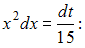 x²dx = dt/15 :